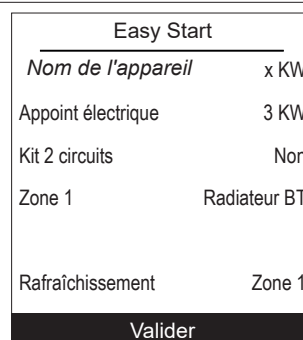 Easy Start
Nom de l'appareil x KW
Appoint électrique 3 KW
Kit 2 circuits Non
Zone 1 Radiateur BT
Rafraîchissement Zone 1
Valider